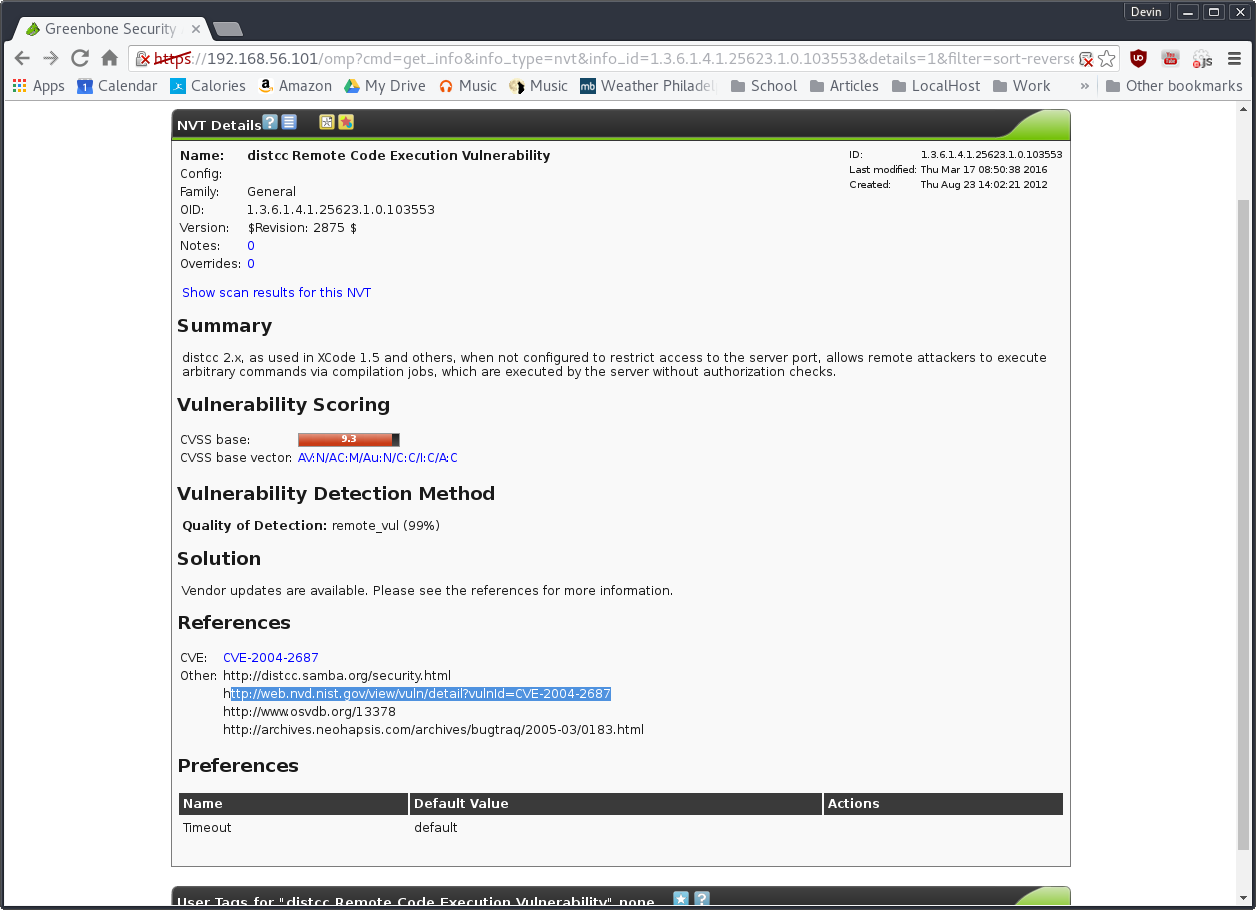 Devin
Greenbone Security
https://192.168.56.101/omp?cmd=get_info&info_type=nvt&info_id=1.3.6.1.4.1.25623.1.0.103553&details=1&filter=sort-reverse
Apps Calendar Calories Amazon My Drive Music Music Weather Philadel School Articles LocalHost Work » Other bookmarks
NVT Details
Name: distcc Remote Code Execution Vulnerability
ID: 1.3.6.1.4.1.25623.1.0.103553
Config:
Last modified: Thu Mar 17 08:50:38 2016
Family: General
Created: Thu Aug 23 14:02:21 2012
OID: 1.3.6.1.4.1.25623.1.0.103553
Version: $Revision: 2875 $
Notes: 0
Overrides: 0
Show scan results for this NVT
Summary
distcc 2.x, as used in XCode 1.5 and others, when not configured to restrict access to the server port, allows remote attackers to execute
arbitrary commands via compilation jobs, which are executed by the server without authorization checks.
Vulnerability Scoring
CVSS base: 9.3
CVSS base vector: AV:N/AC:M/Au:N/C:C/I:C/A:C
Vulnerability Detection Method
Quality of Detection: remote_vul (99%)
Solution
Vendor updates are available. Please see the references for more information.
References
CVE: CVE-2004-2687
Other: http://distcc.samba.org/security.html
http://web.nvd.nist.gov/view/vuln/detail?vulnId=CVE-2004-2687
http://www.osvdb.org/13378
http://archives.neohapsis.com/archives/bugtraq/2005-03/0183.html
Preferences
Name Default Value Actions
Timeout default
User Tags for "distcc Remote Code Execution Vulnerability" none